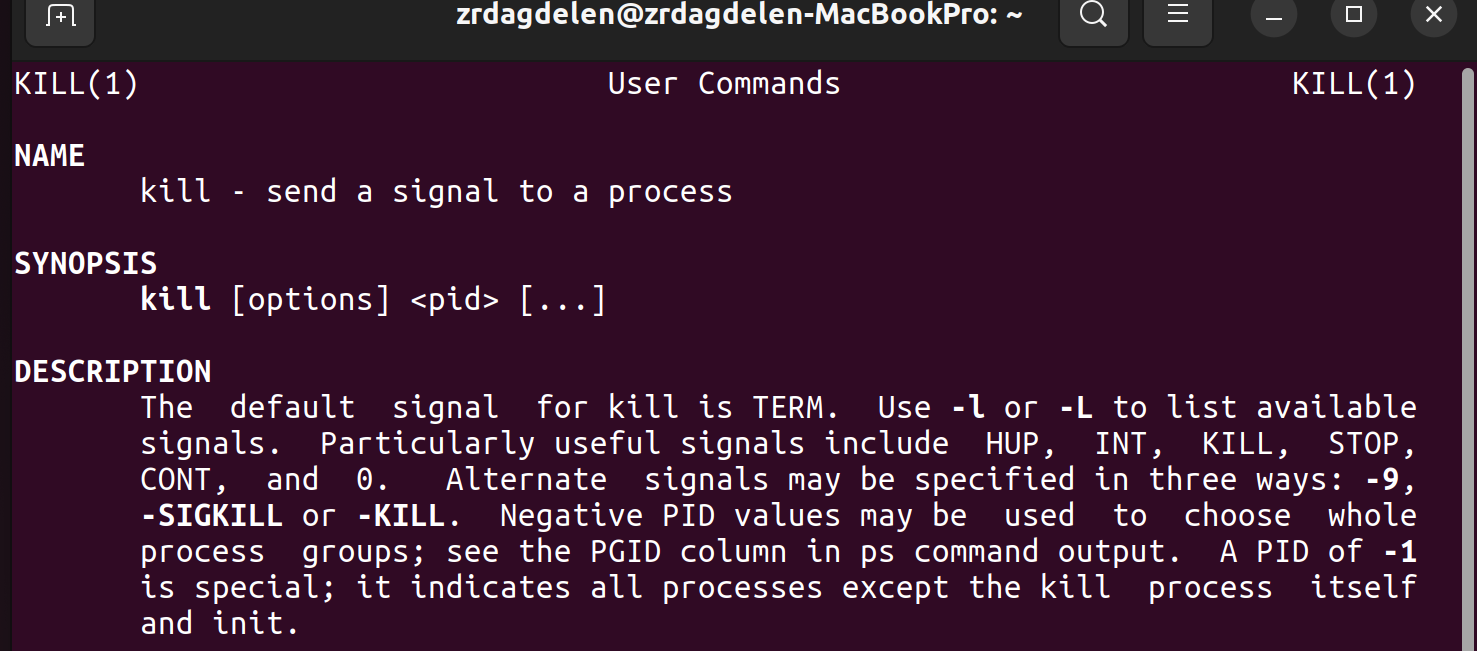 zrdagdelen@zrdagdelen-MacBookPro: ~
KILL(1) User Commands KILL(1)
NAME
kill - send a signal to a process
SYNOPSIS
kill [options] <pid> [...]
DESCRIPTION
The default signal for kill is TERM. Use -l or -L to list available
signals. Particularly useful signals include HUP, INT, KILL, STOP,
CONT, and 0. Alternate signals may be specified in three ways: -9,
-SIGKILL or -KILL. Negative PID values may be used to choose whole
process groups; see the PGID column in ps command output. A PID of -1
is special; it indicates all processes except the kill process itself
and init.